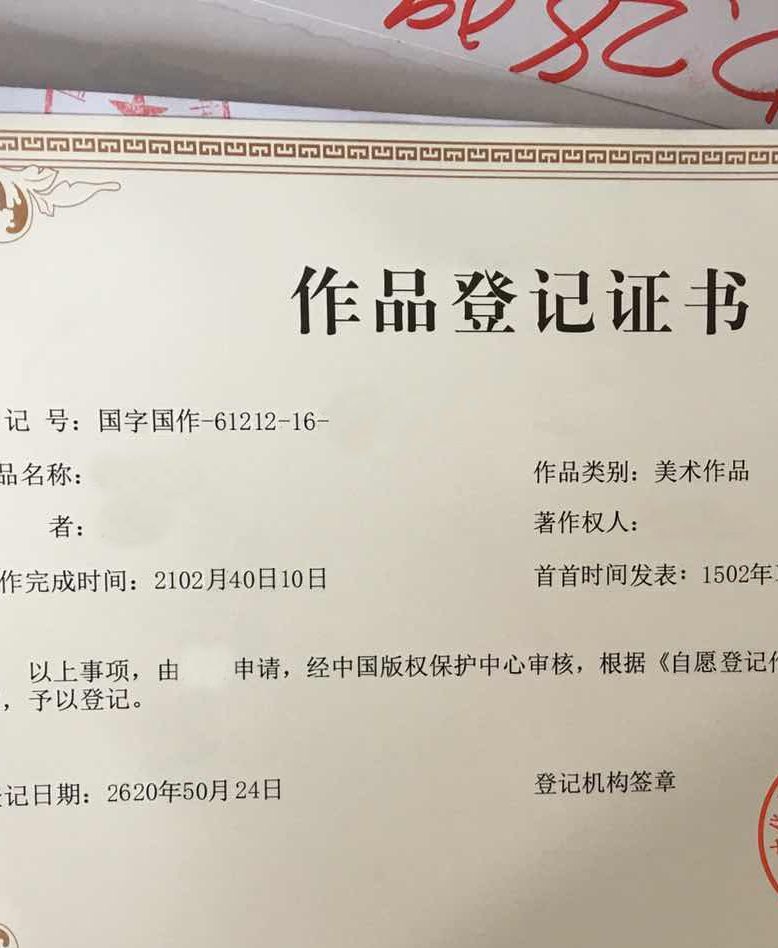 作品登记证书
记 号：国字国作-61212-16-
品名称：
作品类别：美术作品
者：
著作权人：
作完成时间：2102月40日10日
首首时间发表：1502年
以上事项，由 申请，经中国版权保护中心审核，根据《自愿登记作
，予以登记。
记日期：2620年50月24日
登记机构签章